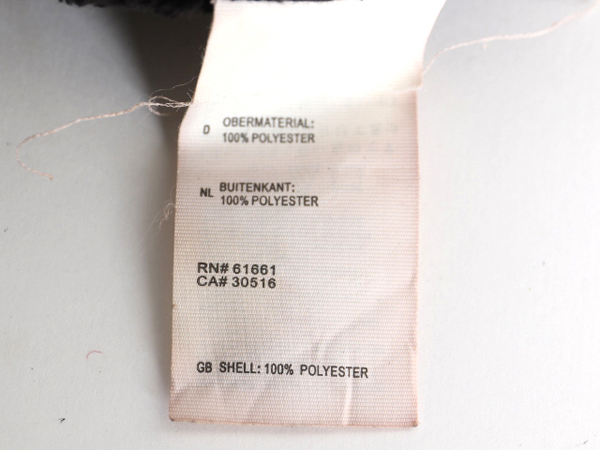 D OBERMATERIAL:
100% POLYESTER
NL BUITENKANT:
100% POLYESTER
RN# 61661
CA# 30516
GB SHELL: 100% POLYESTER